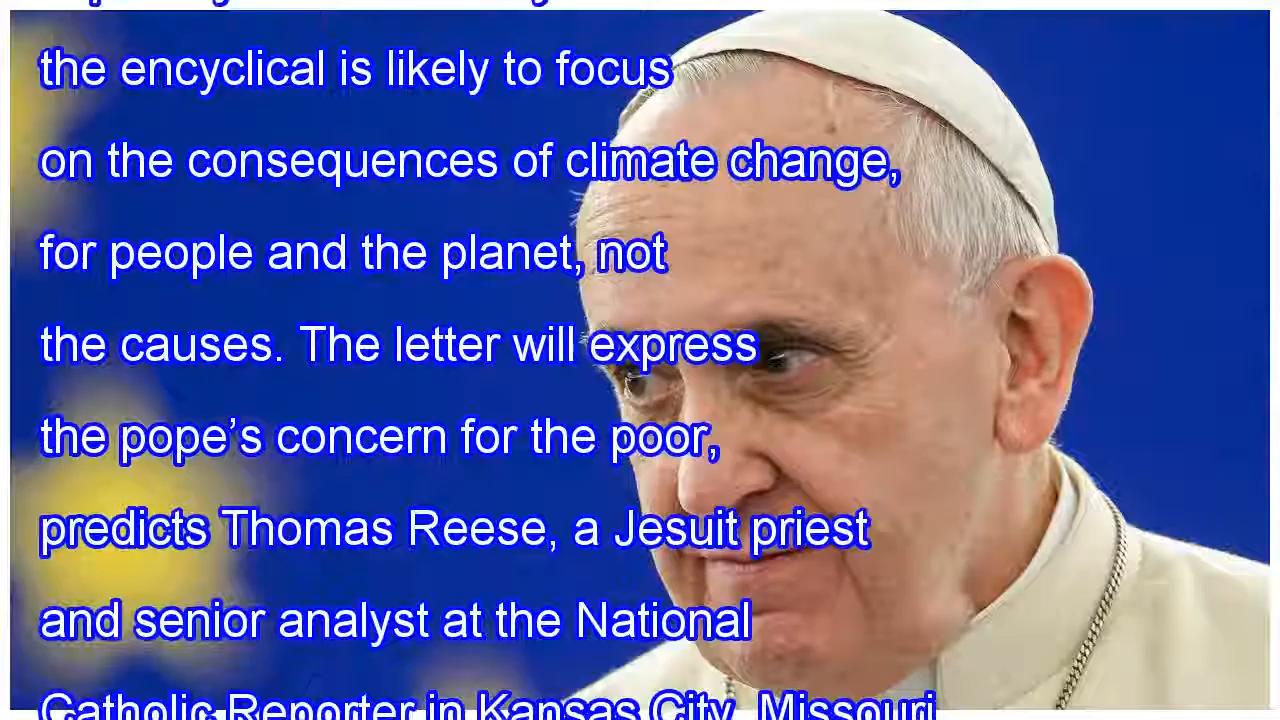 the encyclical is likely to focus
on the consequences of climate change,
for people and the planet, not
the causes. The letter will express
the pope’s concern for the poor,
predicts Thomas Reese, a Jesuit priest
and senior analyst at the National
Catholic Reporter in Kansas City, Missouri